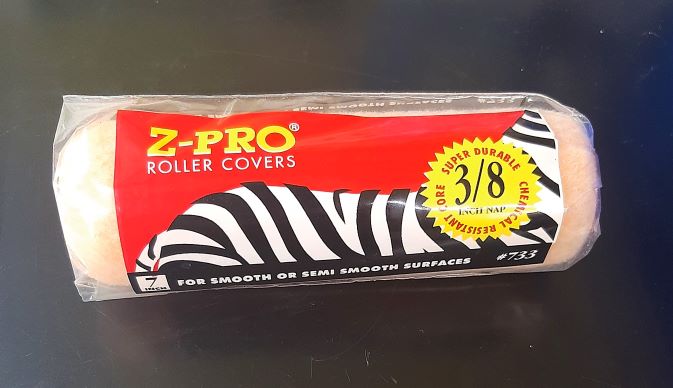 Z-PRO®
ROLLER COVERS
SUPER DURABLE
CHEMICAL RESISTANT CORE
3/8
INCH NAP
7
INCH
FOR SMOOTH OR SEMI SMOOTH SURFACES
#733
#733